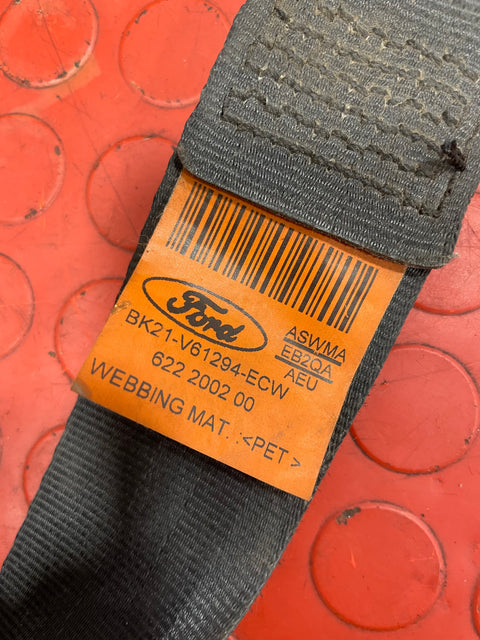 Ford
ASWMA
EB2QA
AEU
BK21-V61294-ECW
622 2002 00
WEBBING MAT. :<PET>